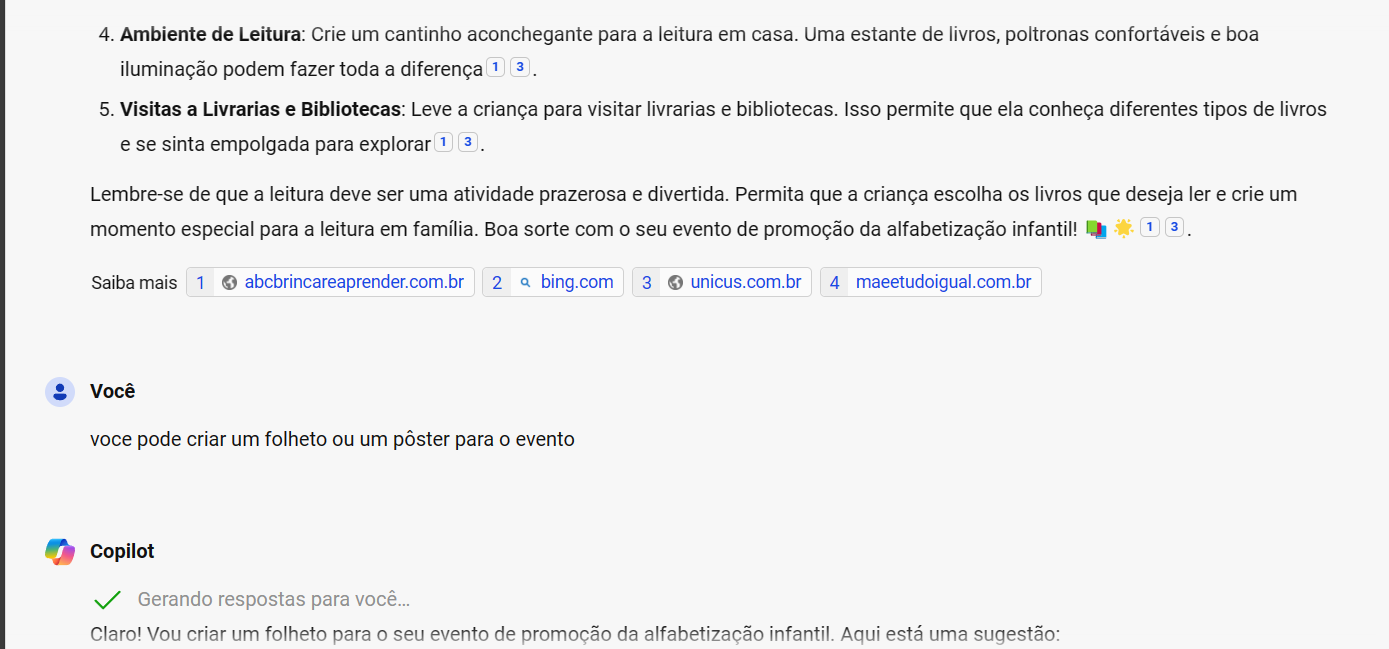 4. Ambiente de Leitura: Crie um cantinho aconchegante para a leitura em casa. Uma estante de livros, poltronas confortáveis e boa
iluminação podem fazer toda a diferença 1 3 .
5. Visitas a Livrarias e Bibliotecas: Leve a criança para visitar livrarias e bibliotecas. Isso permite que ela conheça diferentes tipos de livros
e se sinta empolgada para explorar 1 3 .
Lembre-se de que a leitura deve ser uma atividade prazerosa e divertida. Permita que a criança escolha os livros que deseja ler e crie um
momento especial para a leitura em família. Boa sorte com o seu evento de promoção da alfabetização infantil! 📚 🌟 1 3 .
Saiba mais 1 abcbrincareaprender.com.br 2 bing.com 3 unicus.com.br 4 maeetudoigual.com.br
Você
voce pode criar um folheto ou um pôster para o evento
Copilot
Gerando respostas para você…
Claro! Vou criar um folheto para o seu evento de promoção da alfabetização infantil. Aqui está uma sugestão: